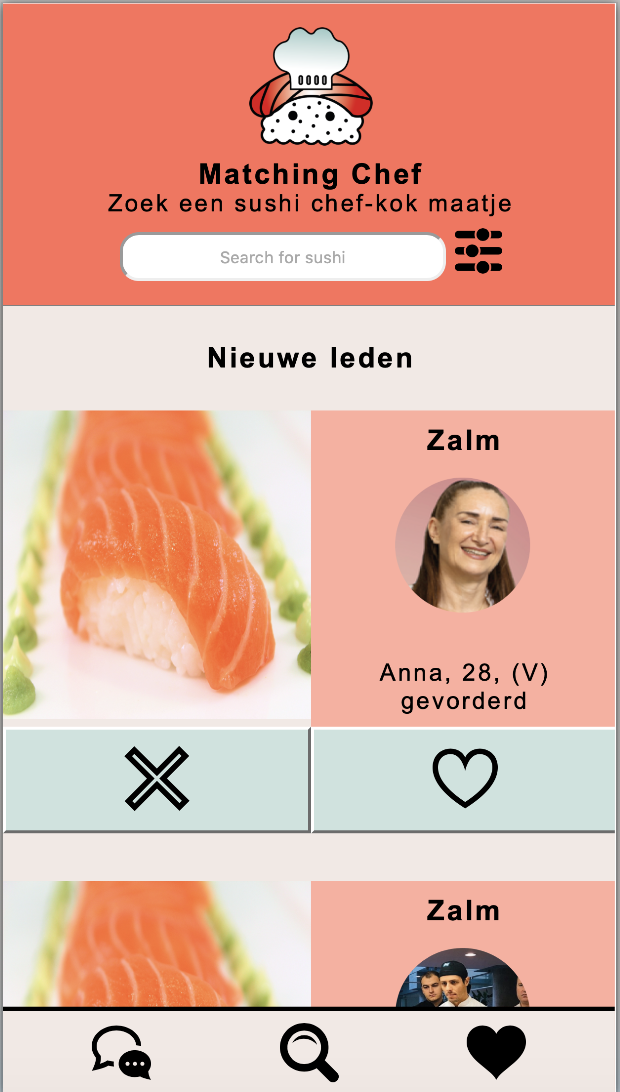 Matching Chef
Zoek een sushi chef-kok maatje
Search for sushi
Nieuwe leden
Zalm
Anna, 28, (V)
gevorderd
Zalm